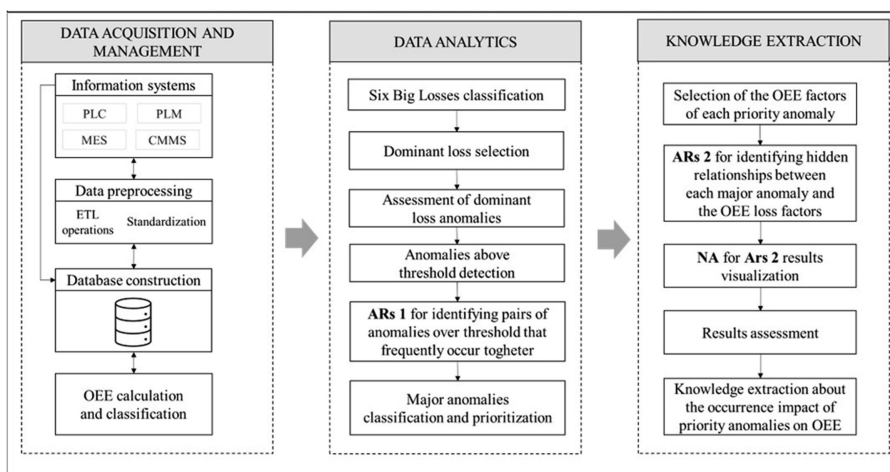 DATA ACQUISITION AND
MANAGEMENT
Information systems
PLC PLM
MES CMMS
Data preprocessing
ETL
operations
Standardization
Database construction
OEE calculation
and classification
DATA ANALYTICS
Six Big Losses classification
Dominant loss selection
Assessment of dominant
loss anomalies
Anomalies above
threshold detection
ARs 1 for identifying pairs of
anomalies over threshold that
frequently occur togheter
Major anomalies
classification and prioritization
KNOWLEDGE EXTRACTION
Selection of the OEE factors
of each priority anomaly
ARs 2 for identifying hidden
relationships between
each major anomaly and
the OEE loss factors
NA for Ars 2 results
visualization
Results assessment
Knowledge extraction about
the occurrence impact of
priority anomalies on OEE